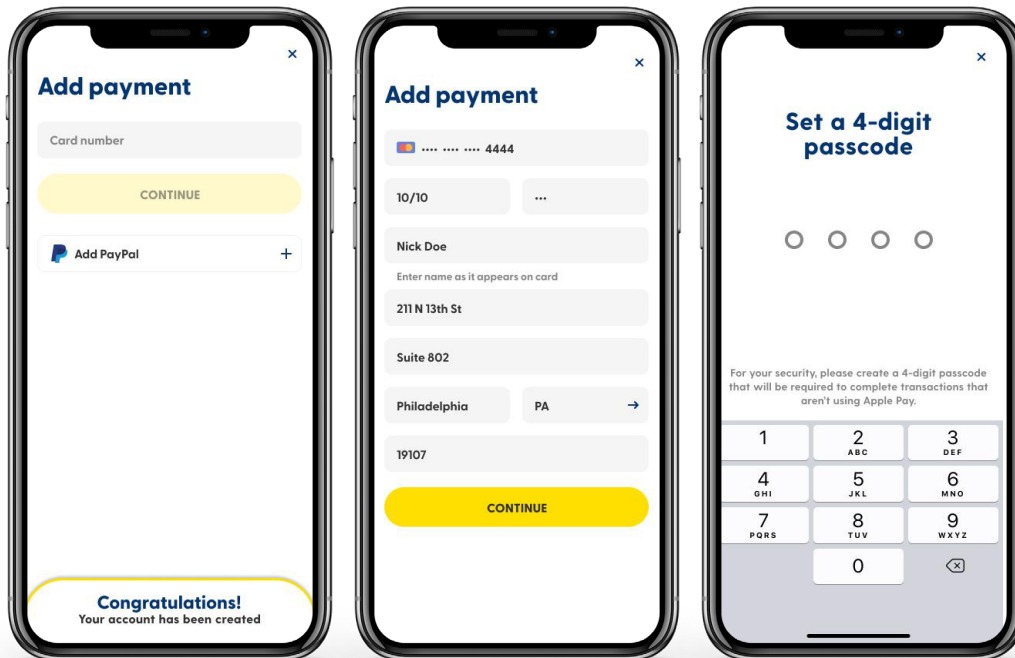 ×
Add payment
Card number
CONTINUE
Add PayPal +
Congratulations!
Your account has been created
×
Add payment
•••• •••• •••• 4444
10/10 •••
Nick Doe
Enter name as it appears on card
211 N 13th St
Suite 802
Philadelphia PA →
19107
CONTINUE
×
Set a 4-digit
passcode
For your security, please create a 4-digit passcode
that will be required to complete transactions that
aren't using Apple Pay.
1 2 3
ABC DEF
4 5 6
GHI JKL MNO
7 8 9
PQRS TUV WXYZ
0